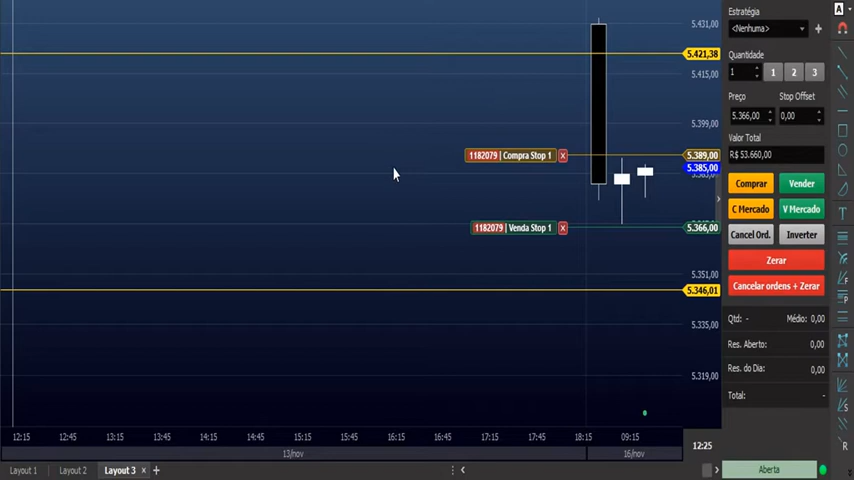 5.431,00
5.421,38
5.415,00
5.399,00
1182079 | Compra Stop 1 x
5.389,00
5.385,00
1182079 | Venda Stop 1 x
5.366,00
5.351,00
5.346,01
5.335,00
5.319,00
12:15 12:45 13:15 13:45 14:15 14:45 15:15 15:45 16:15 16:45 17:15 17:45 18:15 09:15
13/nov 16/nov
12:25
Layout 1 Layout 2 Layout 3 x +
Estratégia
<Nenhuma>
Quantidade
1 1 2 3
Preço Stop Offset
5.366,00 0,00
Valor Total
R$ 53.660,00
Comprar Vender
C Mercado V Mercado
Cancel Ord. Inverter
Zerar
Cancelar ordens + Zerar
Qtd: - Médio: 0,00
Res. Aberto: 0,00
Res. do Dia: 0,00
Total: -
Aberta
A
T
F
P
S
R